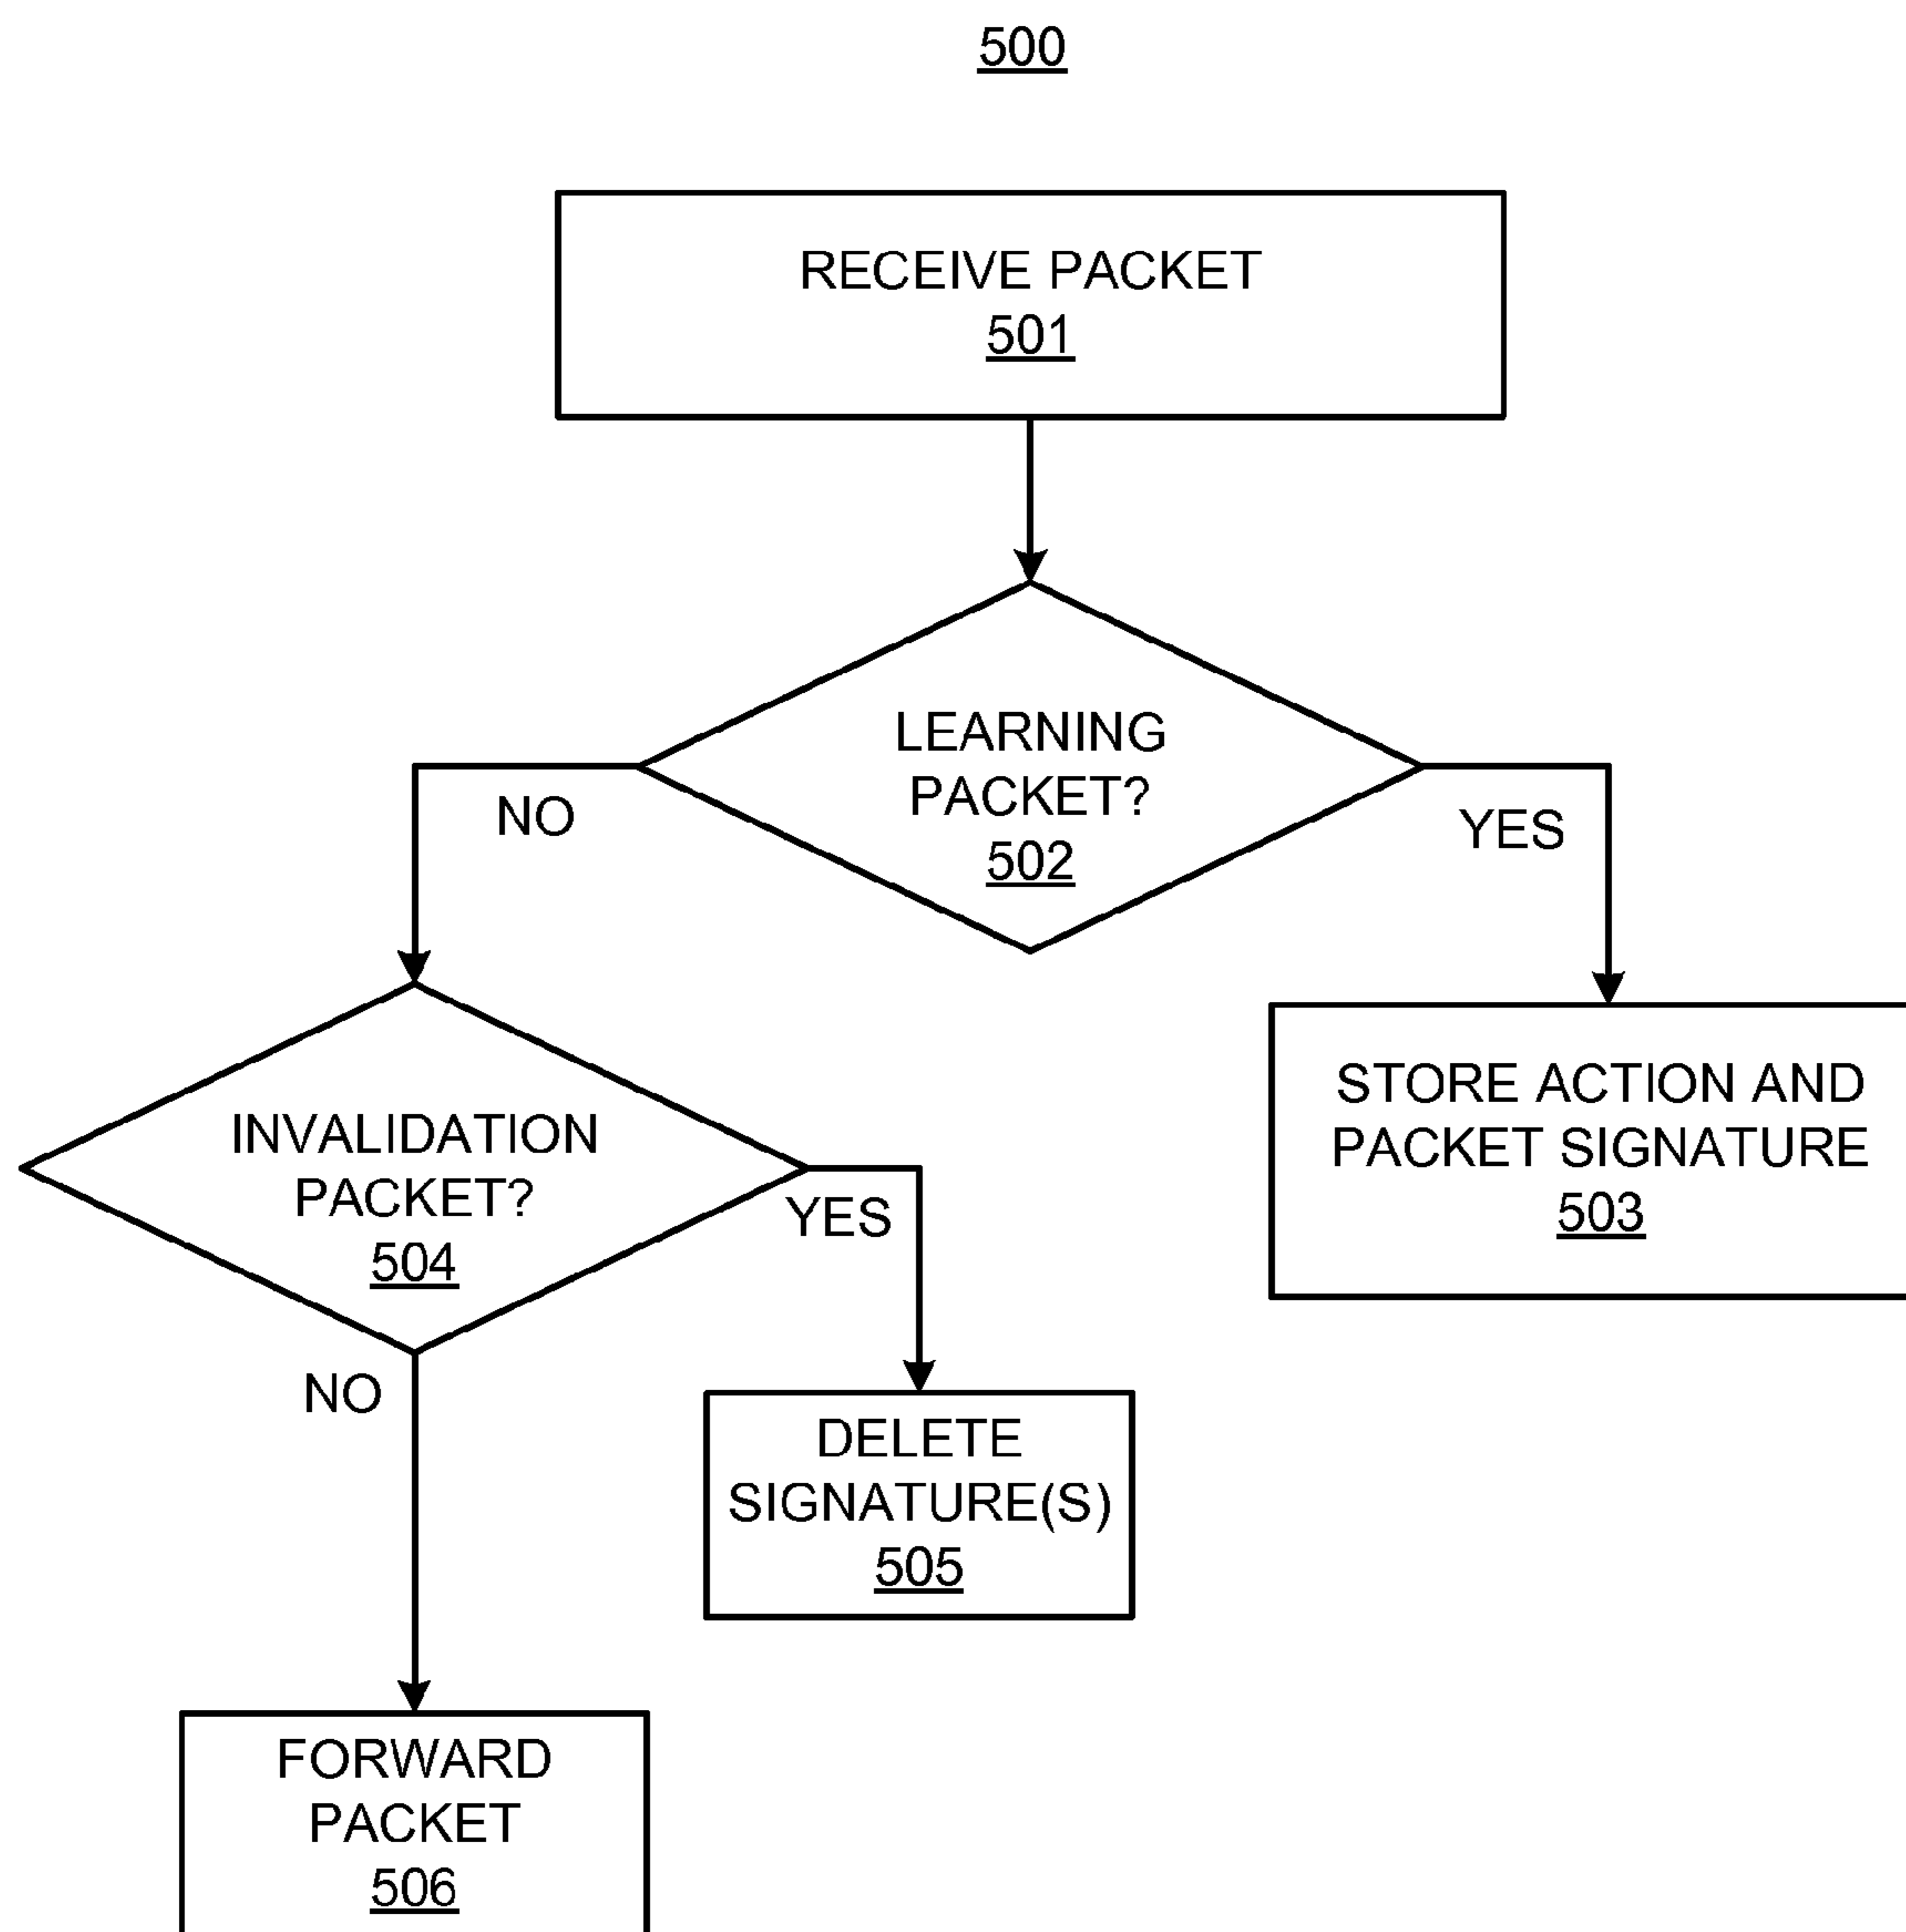 500
RECEIVE PACKET
501
LEARNING
PACKET?
502
NO
YES
STORE ACTION AND
PACKET SIGNATURE
503
INVALIDATION
PACKET?
504
YES
NO
DELETE
SIGNATURE(S)
505
FORWARD
PACKET
506